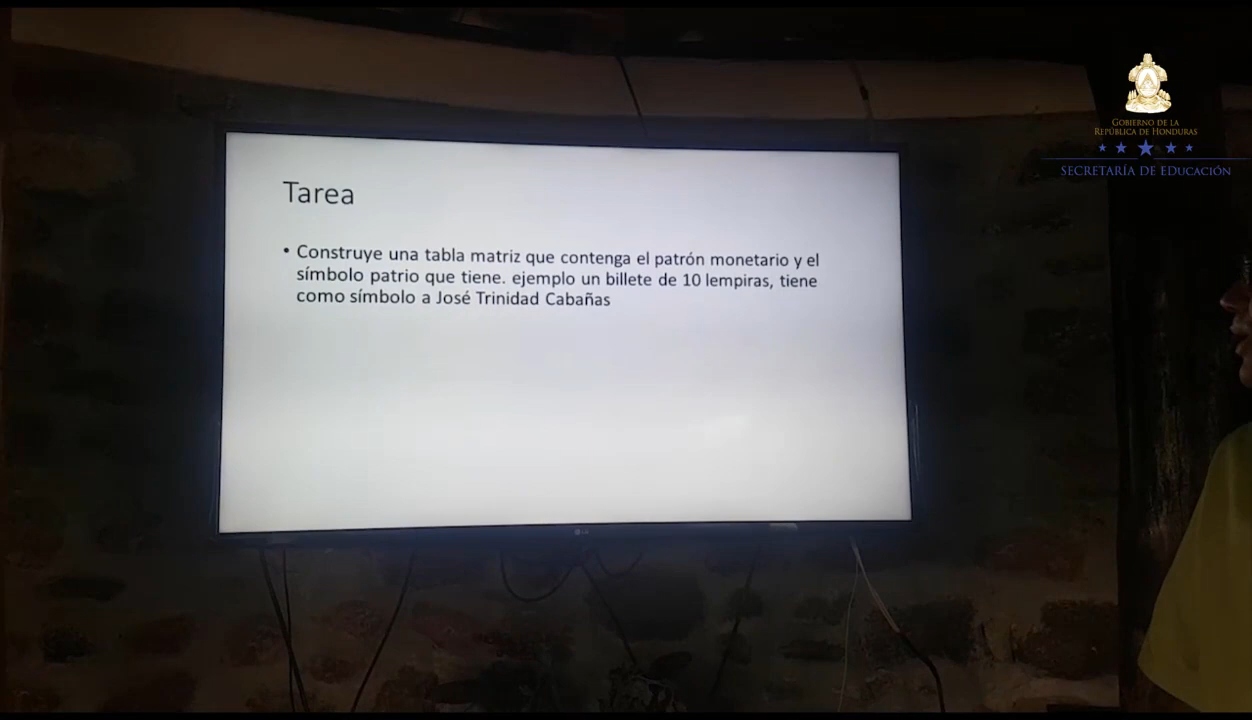 GOBIERNO DE LA
REPÚBLICA DE HONDURAS
SECRETARÍA DE EDUCACIÓN
Tarea
• Construye una tabla matriz que contenga el patrón monetario y el
símbolo patrio que tiene. ejemplo un billete de 10 lempiras, tiene
como símbolo a José Trinidad Cabañas
LG